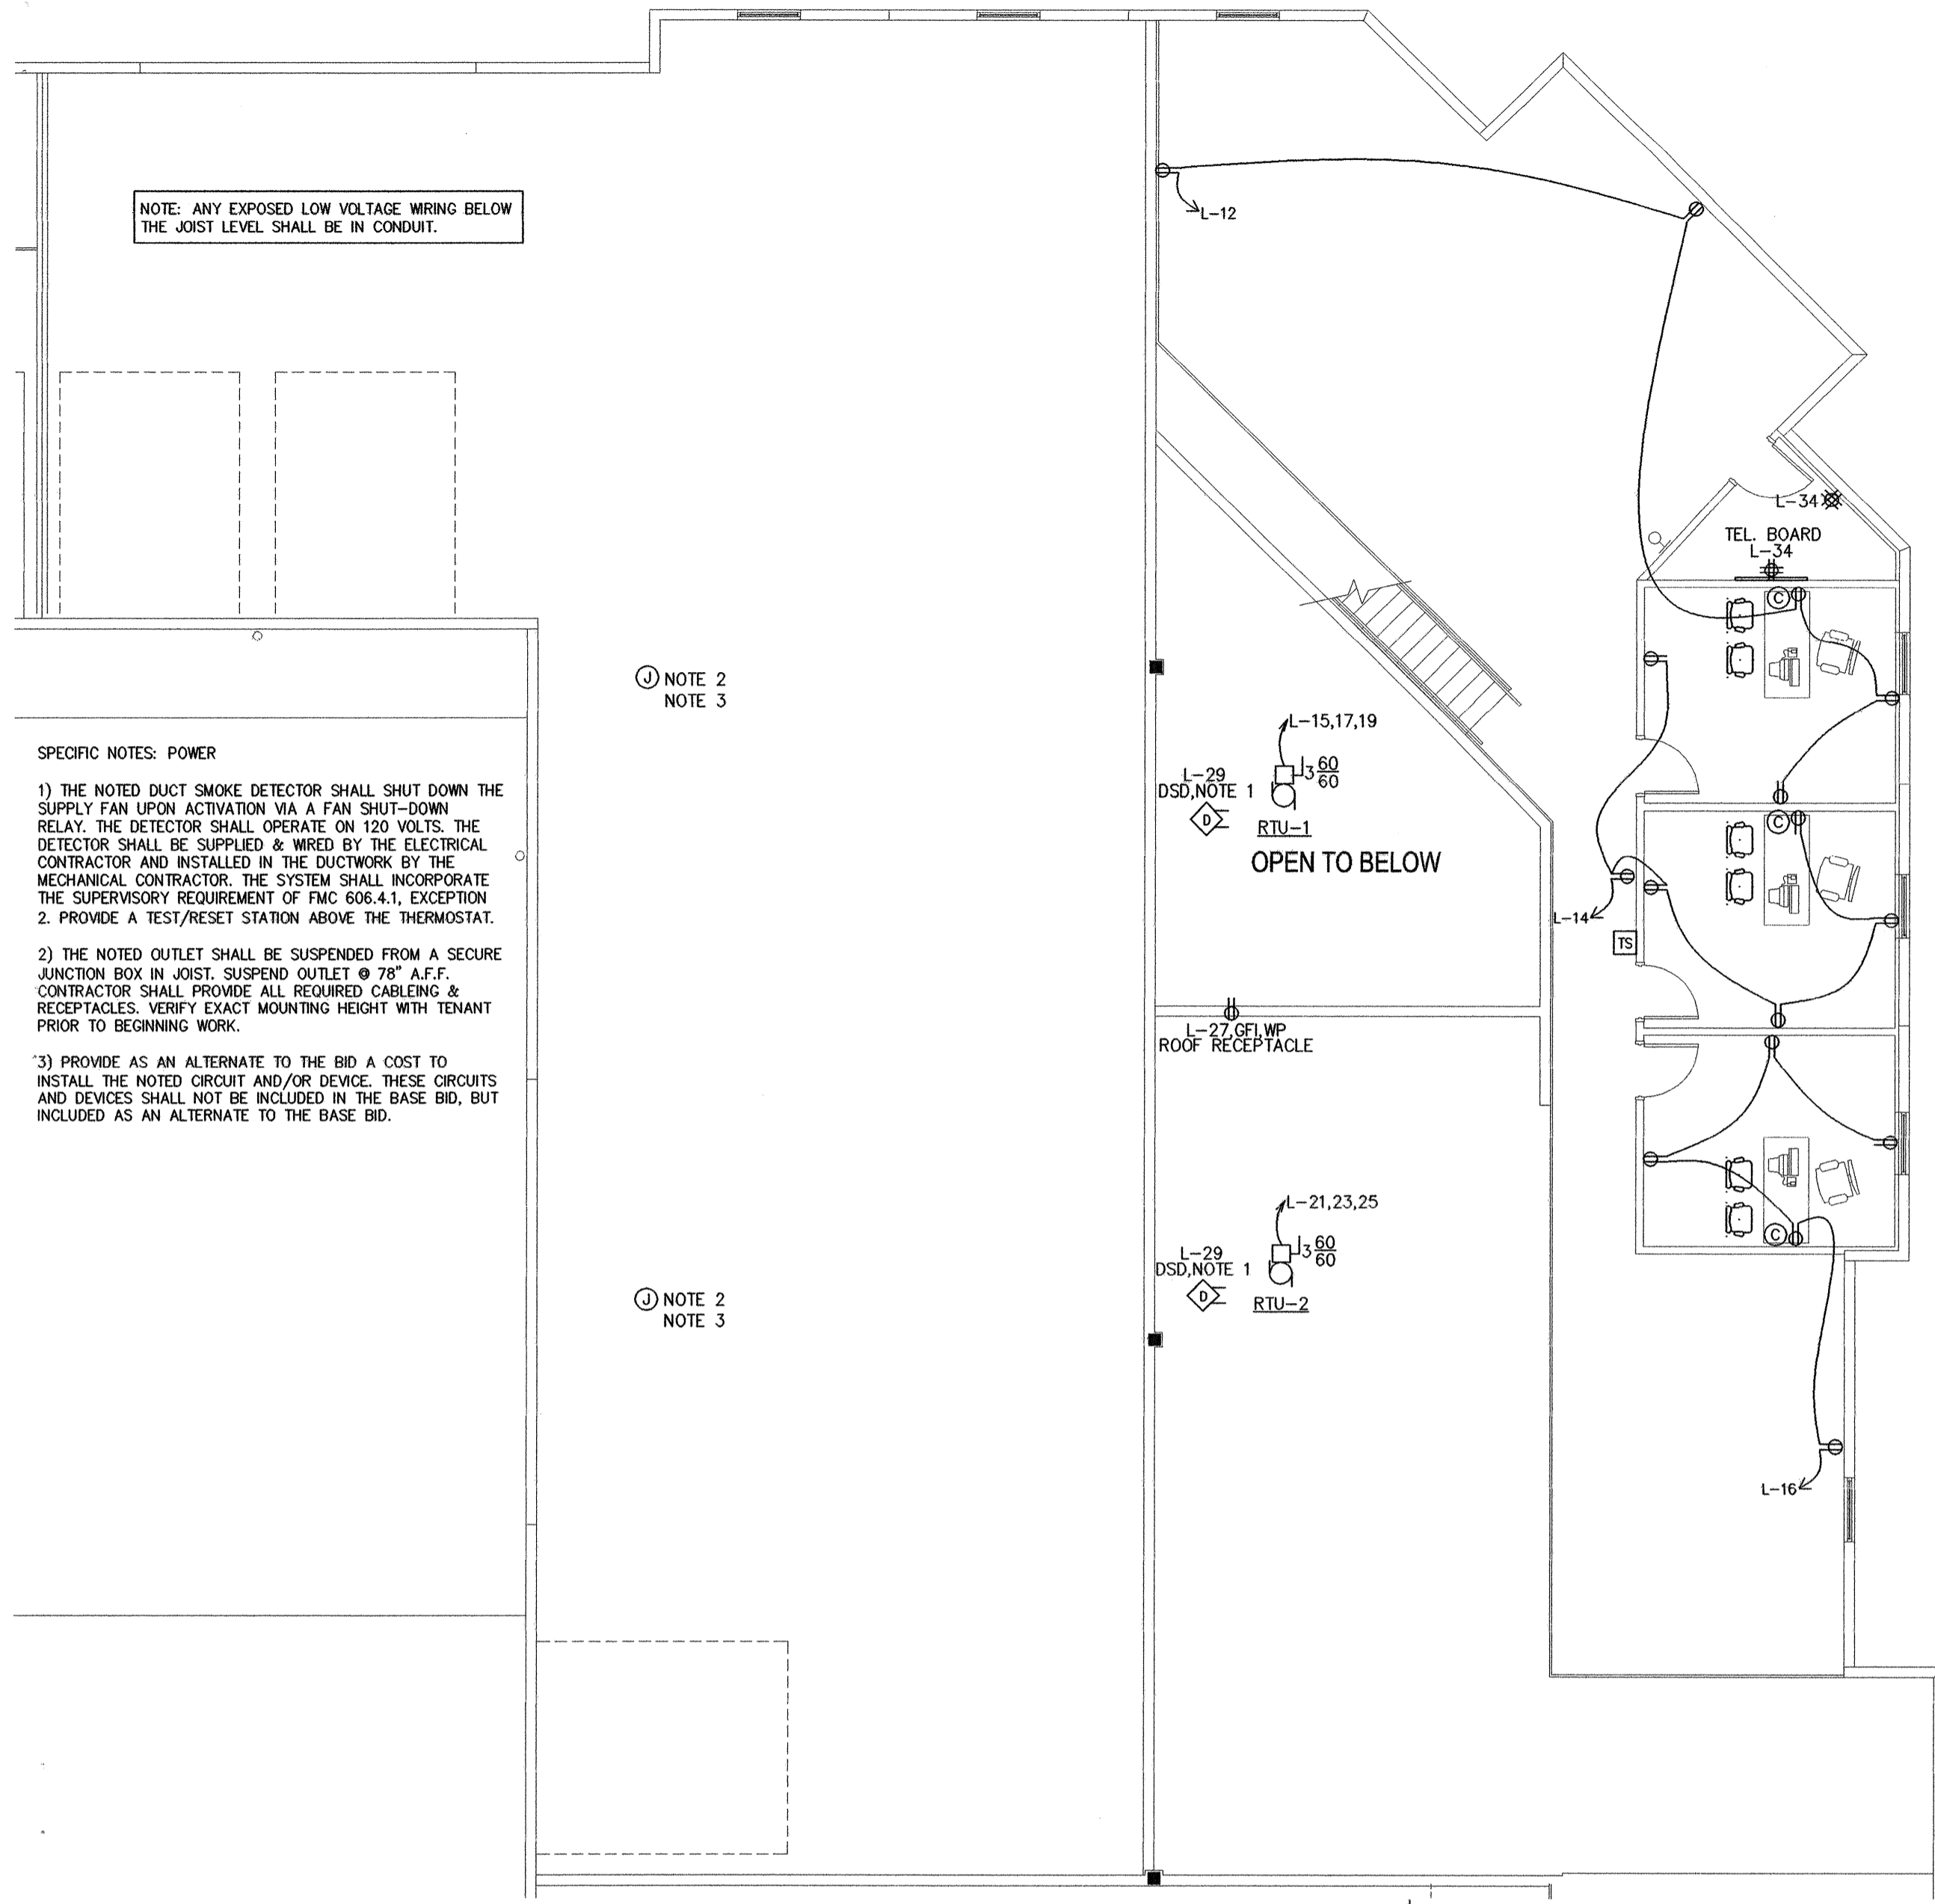 NOTE: ANY EXPOSED LOW VOLTAGE WIRING BELOW
THE JOIST LEVEL SHALL BE IN CONDUIT.
L-12
L-34
TEL. BOARD
L-34
C
J NOTE 2
NOTE 3
SPECIFIC NOTES: POWER
1) THE NOTED DUCT SMOKE DETECTOR SHALL SHUT DOWN THE
SUPPLY FAN UPON ACTIVATION VIA A FAN SHUT-DOWN
RELAY. THE DETECTOR SHALL OPERATE ON 120 VOLTS. THE
DETECTOR SHALL BE SUPPLIED & WIRED BY THE ELECTRICAL
CONTRACTOR AND INSTALLED IN THE DUCTWORK BY THE
MECHANICAL CONTRACTOR. THE SYSTEM SHALL INCORPORATE
THE SUPERVISORY REQUIREMENT OF FMC 606.4.1, EXCEPTION
2. PROVIDE A TEST/RESET STATION ABOVE THE THERMOSTAT.
2) THE NOTED OUTLET SHALL BE SUSPENDED FROM A SECURE
JUNCTION BOX IN JOIST. SUSPEND OUTLET @ 78" A.F.F.
CONTRACTOR SHALL PROVIDE ALL REQUIRED CABLEING &
RECEPTACLES. VERIFY EXACT MOUNTING HEIGHT WITH TENANT
PRIOR TO BEGINNING WORK.
3) PROVIDE AS AN ALTERNATE TO THE BID A COST TO
INSTALL THE NOTED CIRCUIT AND/OR DEVICE. THESE CIRCUITS
AND DEVICES SHALL NOT BE INCLUDED IN THE BASE BID, BUT
INCLUDED AS AN ALTERNATE TO THE BASE BID.
L-15,17,19
3 60
60
L-29
DSD,NOTE 1
D
RTU-1
OPEN TO BELOW
C
L-14
TS
L-27,GFI,WP
ROOF RECEPTACLE
L-21,23,25
3 60
60
L-29
DSD,NOTE 1
D
RTU-2
C
J NOTE 2
NOTE 3
L-16